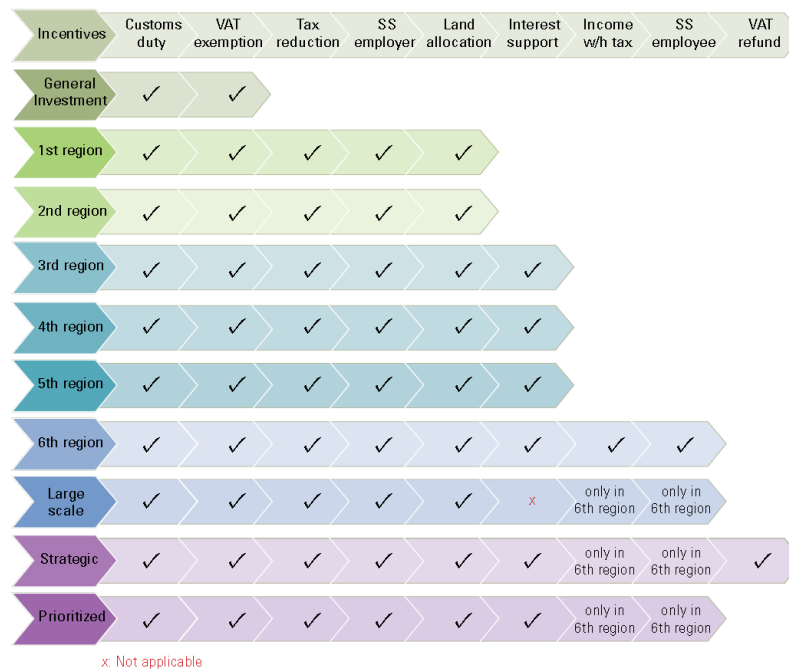 Incentives
Customs duty
VAT exemption
Tax reduction
SS employer
Land allocation
Interest support
Income w/h tax
SS employee
VAT refund
General Investment
1st region
2nd region
3rd region
4th region
5th region
6th region
Large scale
x
only in 6th region
only in 6th region
Strategic
only in 6th region
only in 6th region
Prioritized
only in 6th region
only in 6th region
x: Not applicable